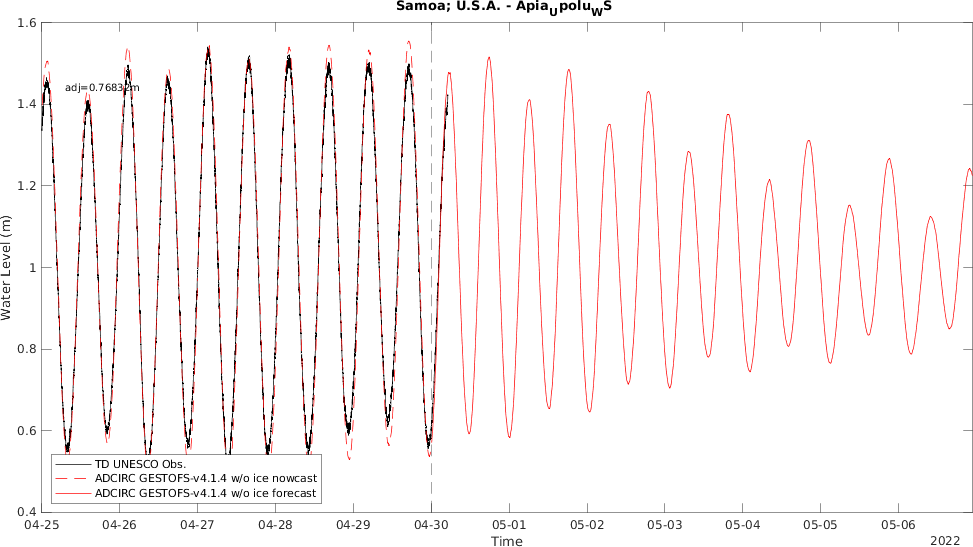 Samoa; U.S.A. - Apia_Upolu_WS
1.6
adj=0.76832m
1.4
1.2
1
0.8
0.6
0.4
Water Level (m)
TD UNESCO Obs.
ADCIRC GESTOFS-v4.1.4 w/o ice nowcast
ADCIRC GESTOFS-v4.1.4 w/o ice forecast
04-25 04-26 04-27 04-28 04-29 04-30 05-01 05-02 05-03 05-04 05-05 05-06
Time
2022